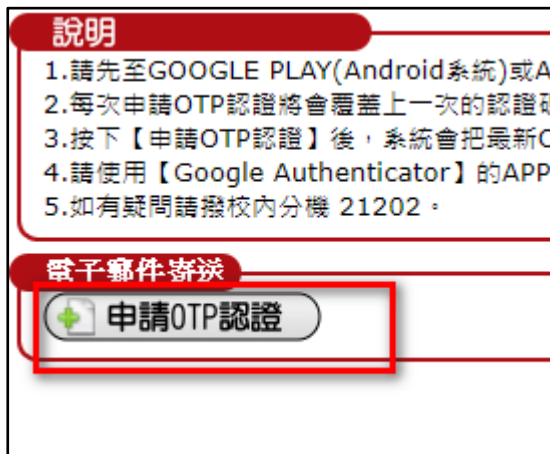 說明
1.請先至GOOGLE PLAY(Android系統)或A
2.每次申請OTP認證將會覆蓋上一次的認證
3.按下【申請OTP認證】後，系統會把最新
4.請使用【Google Authenticator】的APP
5.如有疑問請撥校內分機 21202。
電子郵件寄送
申請OTP認證